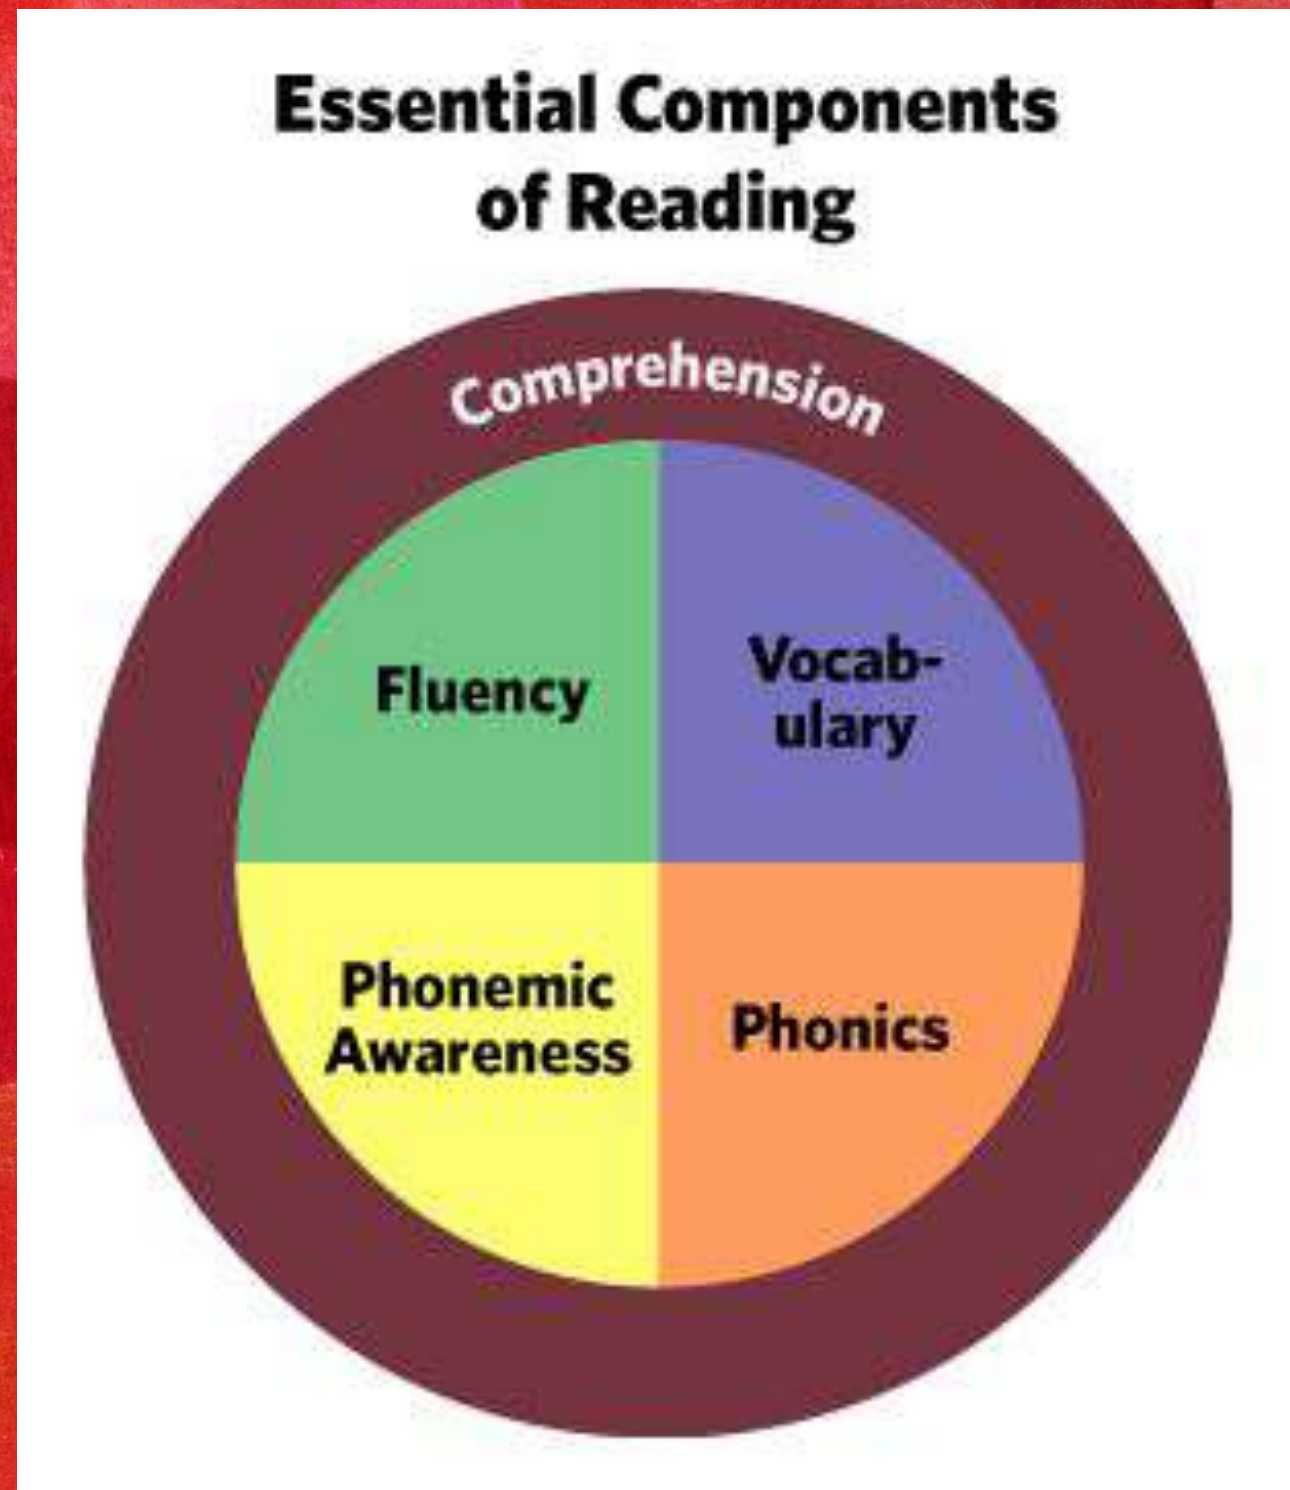 Essential Components
of Reading
Comprehension
Fluency
Vocab-
ulary
Phonemic
Awareness
Phonics